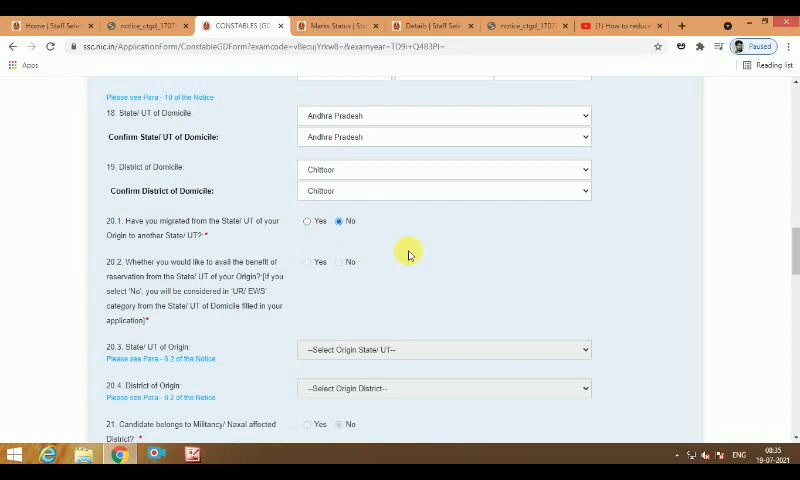 Home | Staff Selec
notice_ctgd_1707
CONSTABLES (GD
Marks Status | Staff
Details | Staff Sele
notice_ctgd_1707
(1) How to reduce
ssc.nic.in/ApplicationForm/ConstableGDForm?examcode=v8ecujYrkw8=&examyear=TD9i+Q4B3PI=
Paused
Apps
Reading list
Please see Para - 10 of the Notice
18. State/ UT of Domicile:
Andhra Pradesh
Confirm State/ UT of Domicile:
Andhra Pradesh
19. District of Domicile:
Chittoor
Confirm District of Domicile:
Chittoor
20.1. Have you migrated from the State/ UT of your
Origin to another State/ UT?:*
Yes No
20.2. Whether you would like to avail the benefit of
reservation from the State/ UT of your Origin?:[If you
select 'No', you will be considered in 'UR/ EWS'
category from the State/ UT of Domicile filled in your
application]*
Yes No
20.3. State/ UT of Origin:
Please see Para - 6.2 of the Notice
--Select Origin State/ UT--
20.4. District of Origin:
Please see Para - 6.2 of the Notice
--Select Origin District--
21. Candidate belongs to Militancy/ Naxal affected
District?:*
Yes No
ENG
08:35
19-07-2021